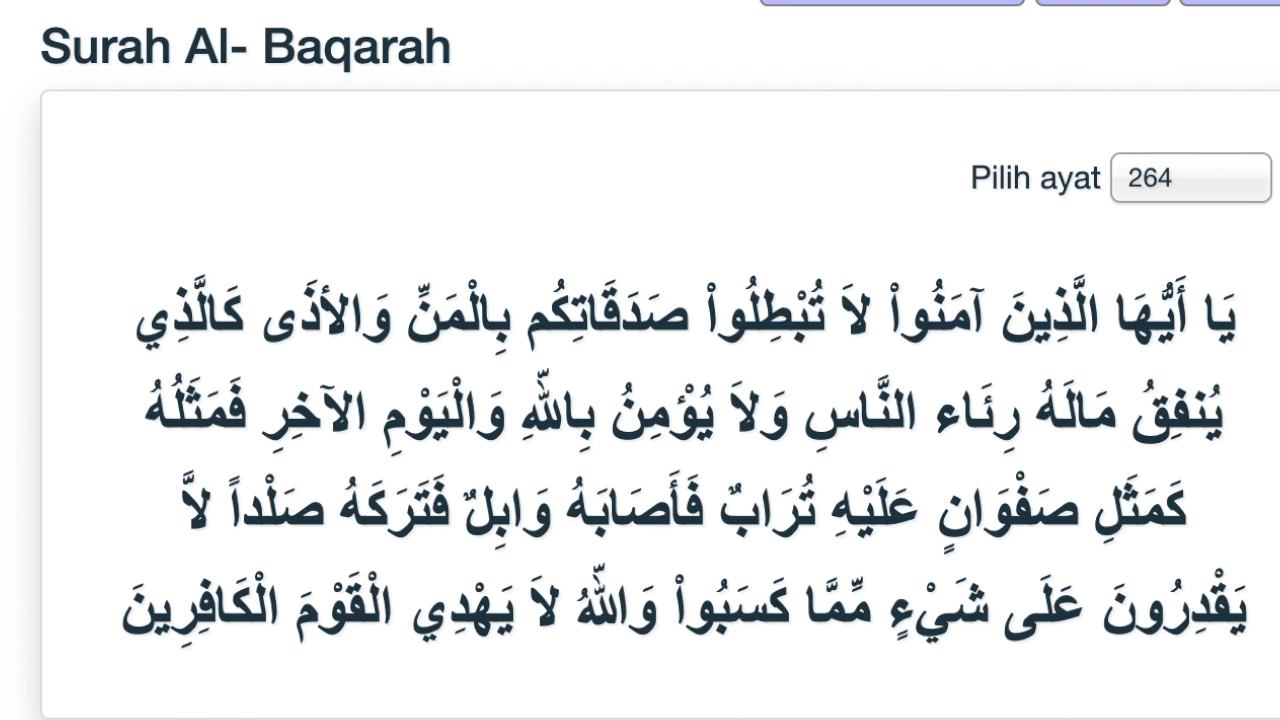 Surah Al- Baqarah
Pilih ayat 264
يَا أَيُّهَا الَّذِينَ آمَنُواْ لاَ تُبْطِلُواْ صَدَقَاتِكُم بِالْمَنِّ وَالأذَى كَالَّذِي
يُنفِقُ مَالَهُ رِئَاء النَّاسِ وَلاَ يُؤْمِنُ بِاللّهِ وَالْيَوْمِ الآخِرِ فَمَثَلُهُ
كَمَثَلِ صَفْوَانٍ عَلَيْهِ تُرَابٌ فَأَصَابَهُ وَابِلٌ فَتَرَكَهُ صَلْداً لاَّ
يَقْدِرُونَ عَلَى شَيْءٍ مِّمَّا كَسَبُواْ وَاللّهُ لاَ يَهْدِي الْقَوْمَ الْكَافِرِينَ